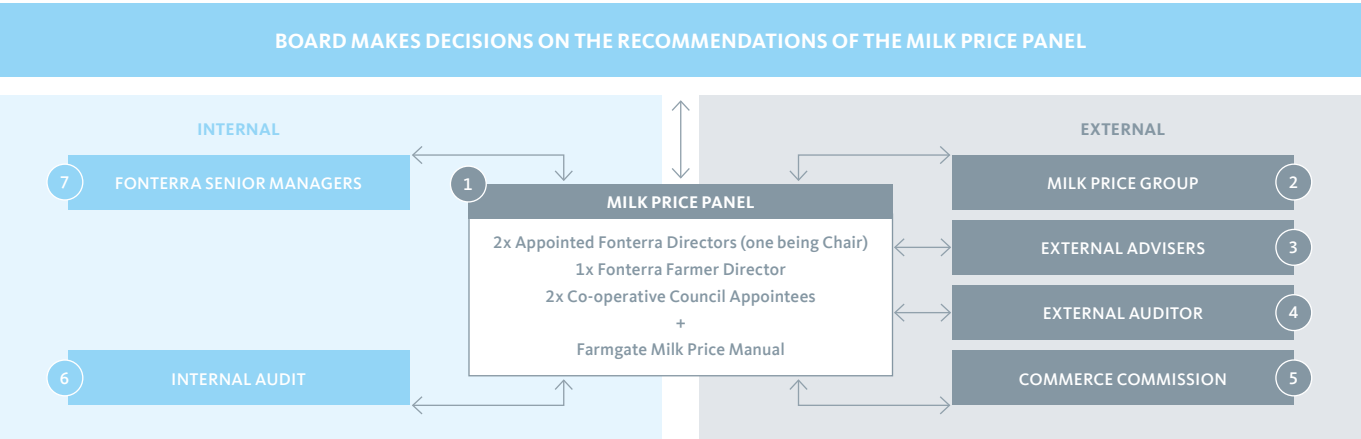 BOARD MAKES DECISIONS ON THE RECOMMENDATIONS OF THE MILK PRICE PANEL
INTERNAL
7
FONTERRA SENIOR MANAGERS
6
INTERNAL AUDIT
1
MILK PRICE PANEL
2x Appointed Fonterra Directors (one being Chair)
1x Fonterra Farmer Director
2x Co-operative Council Appointees
+
Farmgate Milk Price Manual
EXTERNAL
MILK PRICE GROUP
2
EXTERNAL ADVISERS
3
EXTERNAL AUDITOR
4
COMMERCE COMMISSION
5